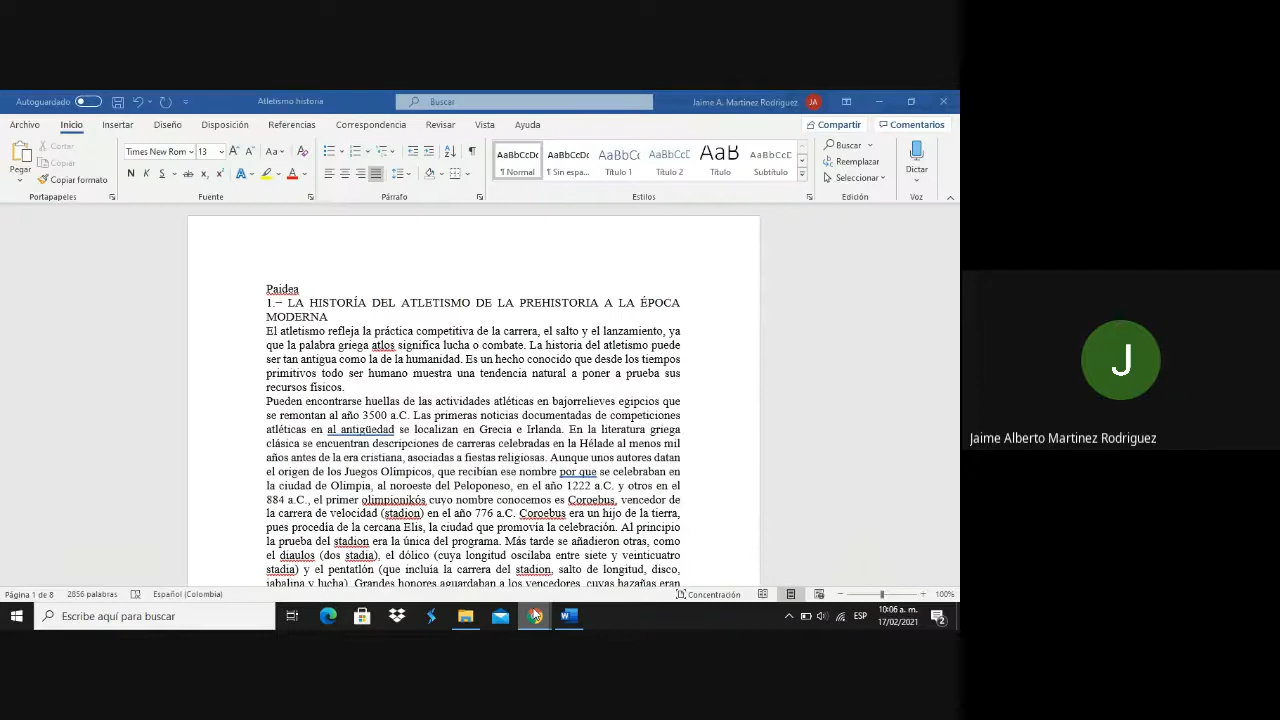 Autoguardado
Atletismo historia
Buscar
Jaime A. Martinez Rodriguez
JA
Archivo Inicio Insertar Diseño Disposición Referencias Correspondencia Revisar Vista Ayuda
Compartir Comentarios
Pegar
Cortar
Copiar
Copiar formato
Portapapeles
Times New Rom 13
Fuente
Párrafo
AaBbCcDc AaBbCcDc AaBbCc AaBbCcD AaB AaBbCcD
¶ Normal ¶ Sin espa... Título 1 Título 2 Título Subtítulo
Estilos
Buscar
Reemplazar
Seleccionar
Edición
Dictar
Voz
Paidea
1.– LA HISTORÍA DEL ATLETISMO DE LA PREHISTORIA A LA ÉPOCA
MODERNA
El atletismo refleja la práctica competitiva de la carrera, el salto y el lanzamiento, ya
que la palabra griega atlos significa lucha o combate. La historia del atletismo puede
ser tan antigua como la de la humanidad. Es un hecho conocido que desde los tiempos
primitivos todo ser humano muestra una tendencia natural a poner a prueba sus
recursos físicos.
Pueden encontrarse huellas de las actividades atléticas en bajorrelieves egipcios que
se remontan al año 3500 a.C. Las primeras noticias documentadas de competiciones
atléticas en al antigüedad se localizan en Grecia e Irlanda. En la literatura griega
clásica se encuentran descripciones de carreras celebradas en la Hélade al menos mil
años antes de la era cristiana, asociadas a fiestas religiosas. Aunque unos autores datan
el origen de los Juegos Olímpicos, que recibían ese nombre por que se celebraban en
la ciudad de Olimpia, al noroeste del Peloponeso, en el año 1222 a.C. y otros en el
884 a.C., el primer olimpionikós cuyo nombre conocemos es Coroebus, vencedor de
la carrera de velocidad (stadion) en el año 776 a.C. Coroebus era un hijo de la tierra,
pues procedía de la cercana Elis, la ciudad que promovía la celebración. Al principio
la prueba del stadion era la única del programa. Más tarde se añadieron otras, como
el diaulos (dos stadia), el dólico (cuya longitud oscilaba entre siete y veinticuatro
stadia) y el pentatlón (que incluía la carrera del stadion, salto de longitud, disco,
jabalina y lucha). Grandes honores aguardaban a los vencedores, cuyas hazañas eran
Página 1 de 8 2856 palabras Español (Colombia) Concentración 100%
Escribe aquí para buscar
ESP
10:06 a. m.
17/02/2021
2
J
Jaime Alberto Martinez Rodriguez